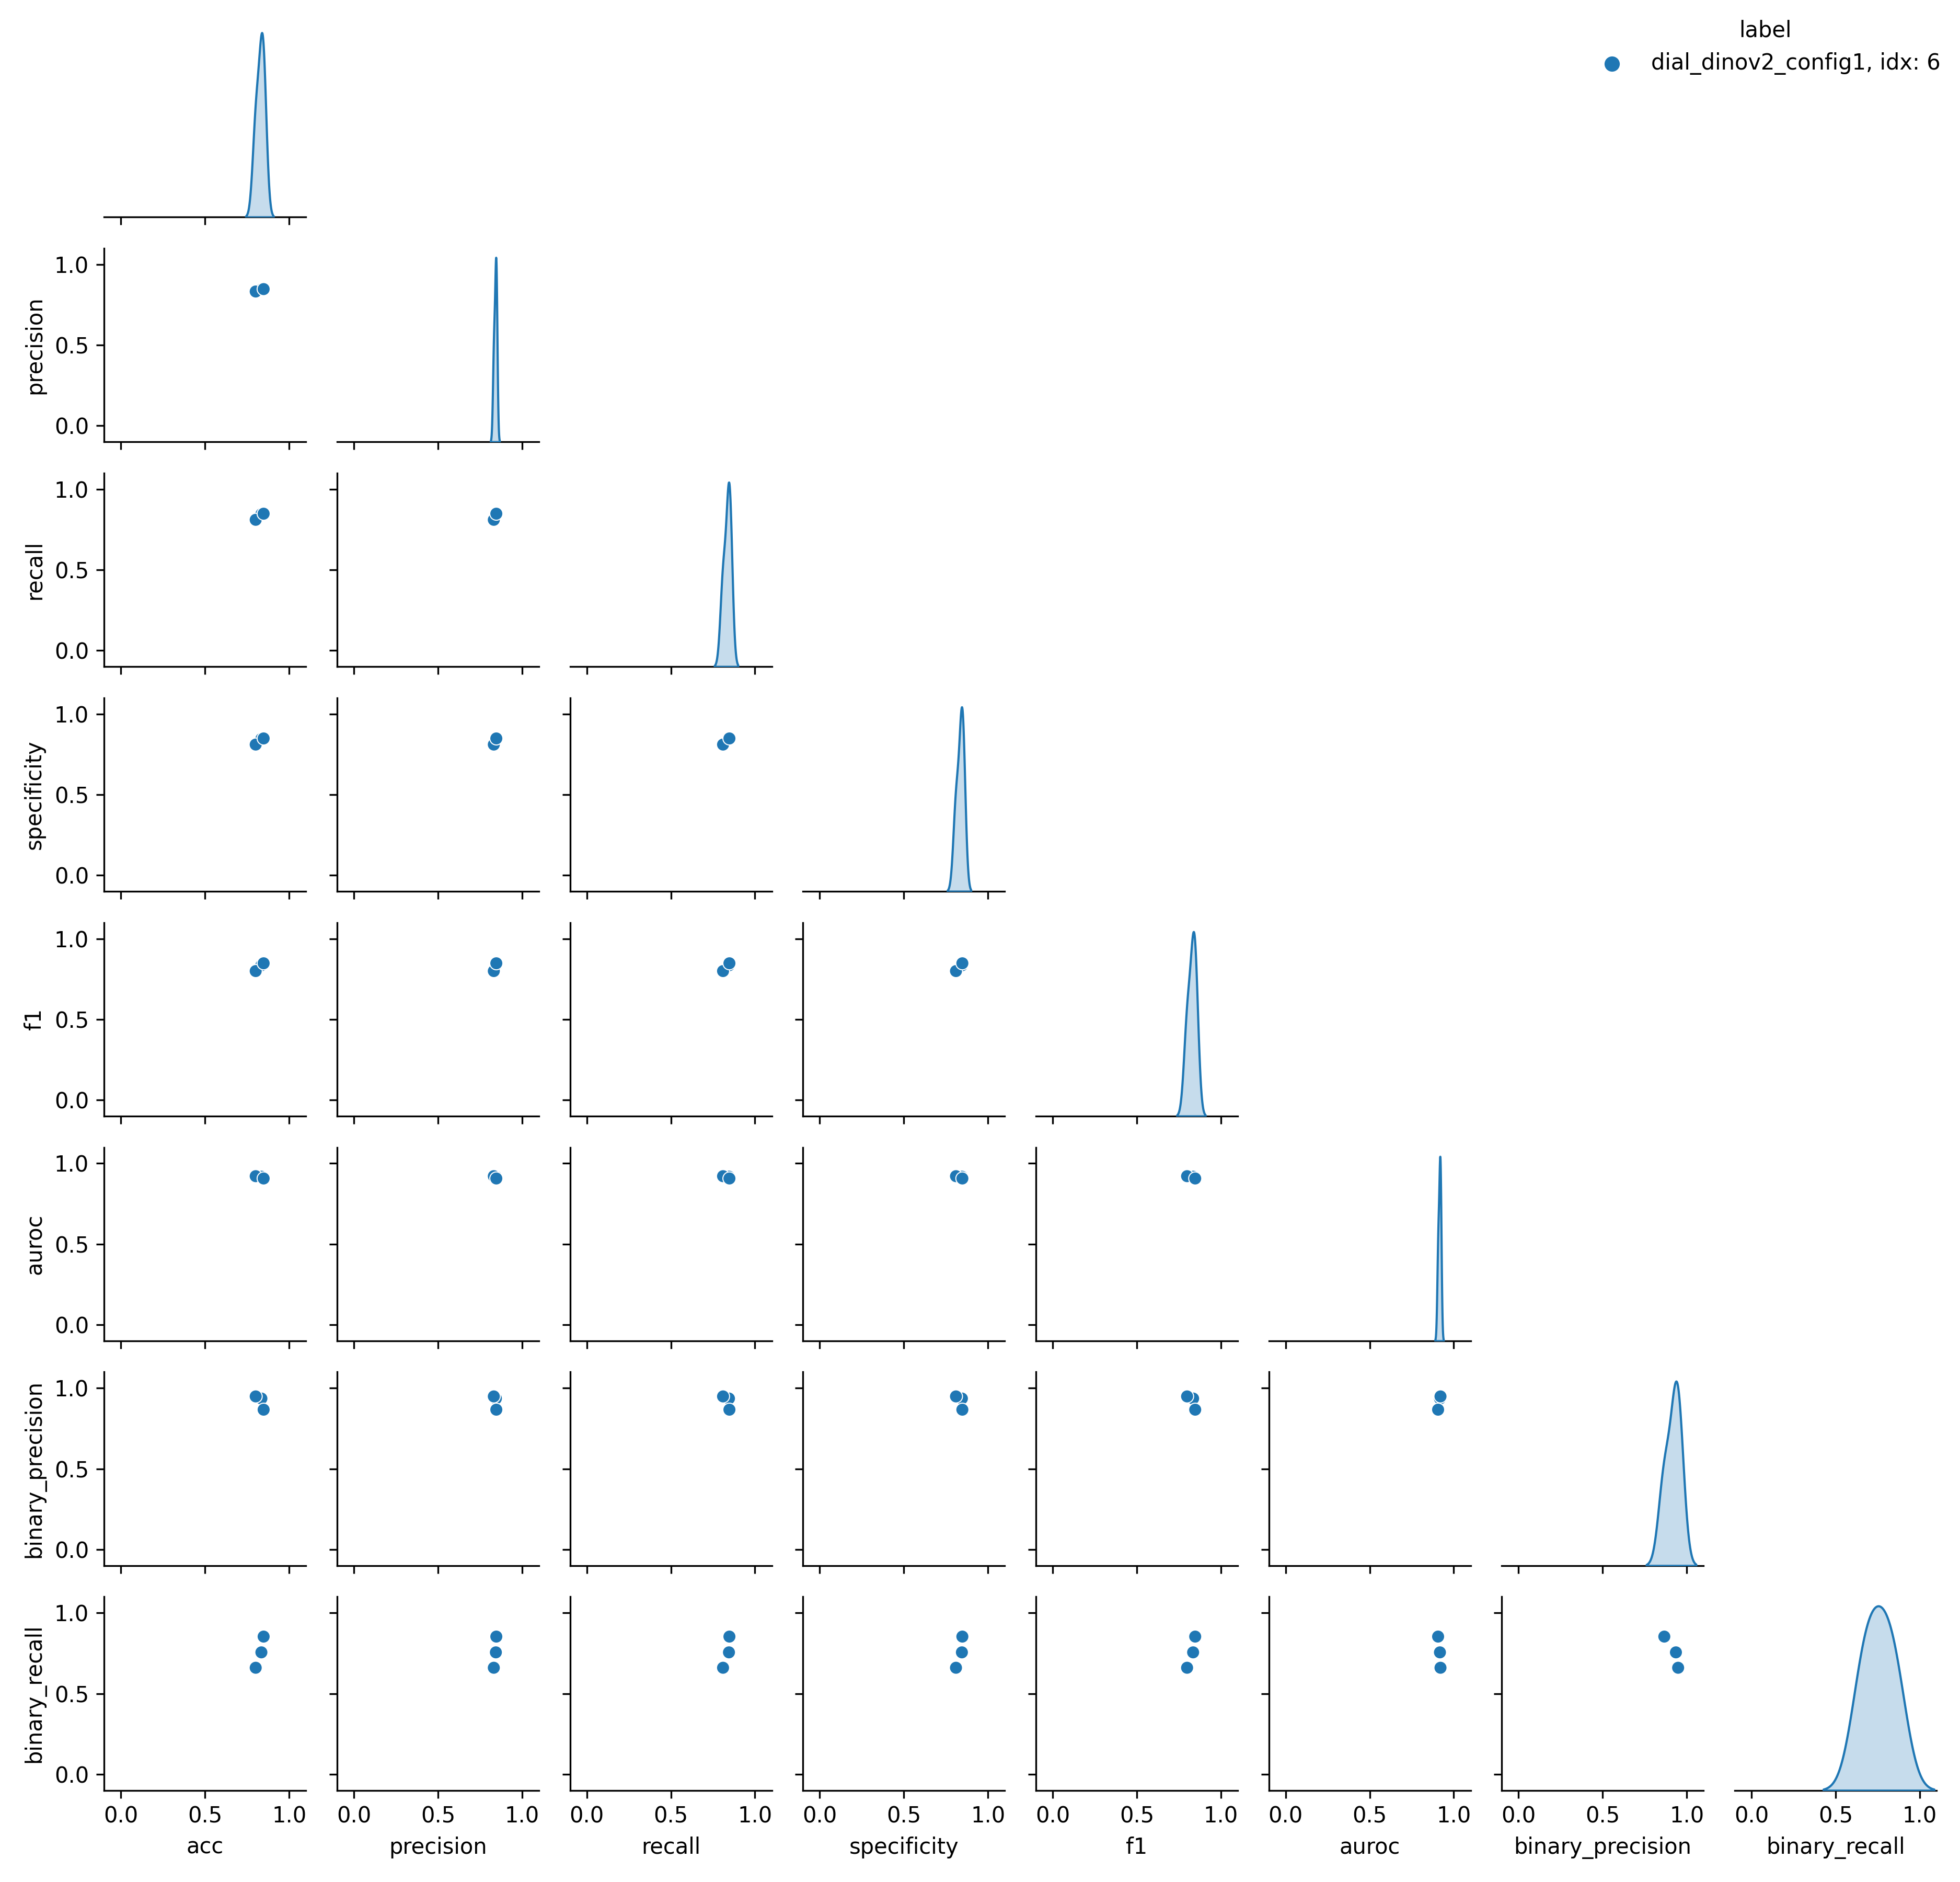 label
dial_dinov2_config1, idx: 6
1.0
precision
0.5
0.0
1.0
recall
0.5
0.0
1.0
specificity
0.5
0.0
1.0
f1
0.5
0.0
1.0
auroc
0.5
0.0
1.0
binary_precision
0.5
0.0
1.0
binary_recall
0.5
0.0
0.0 0.5 1.0 0.0 0.5 1.0 0.0 0.5 1.0 0.0 0.5 1.0 0.0 0.5 1.0 0.0 0.5 1.0 0.0 0.5 1.0 0.0 0.5 1.0
acc precision recall specificity f1 auroc binary_precision binary_recall